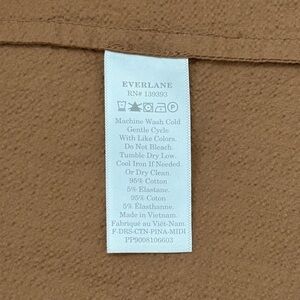 EVERLANE
RN# 139393
Machine Wash Cold
Gentle Cycle
With Like Colors.
Do Not Bleach.
Tumble Dry Low.
Cool Iron If Needed.
Or Dry Clean.
95% Cotton
5% Elastane.
95% Coton
5% Élasthanne.
Made in Vietnam.
Fabriqué au Viêt-Nam.
F-DRS-CTN-PINA-MIDI
PP9008106603